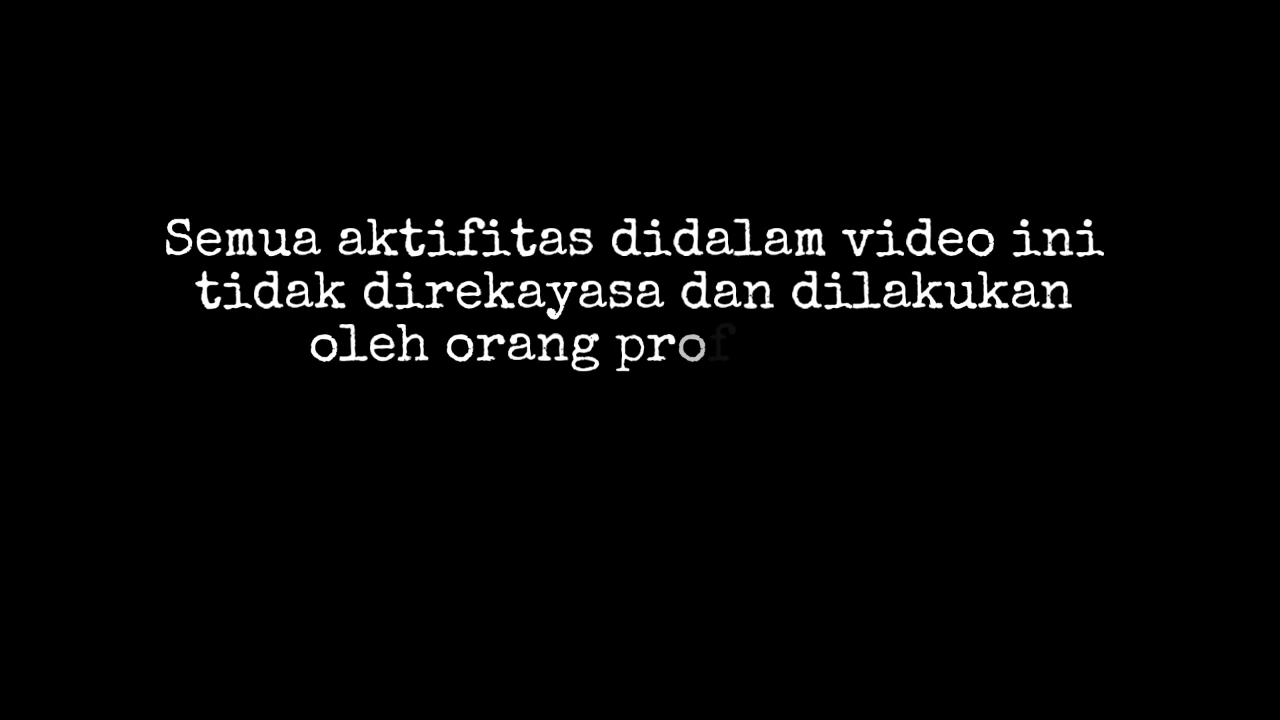 Semua aktifitas didalam video ini
tidak direkayasa dan dilakukan
oleh orang prof